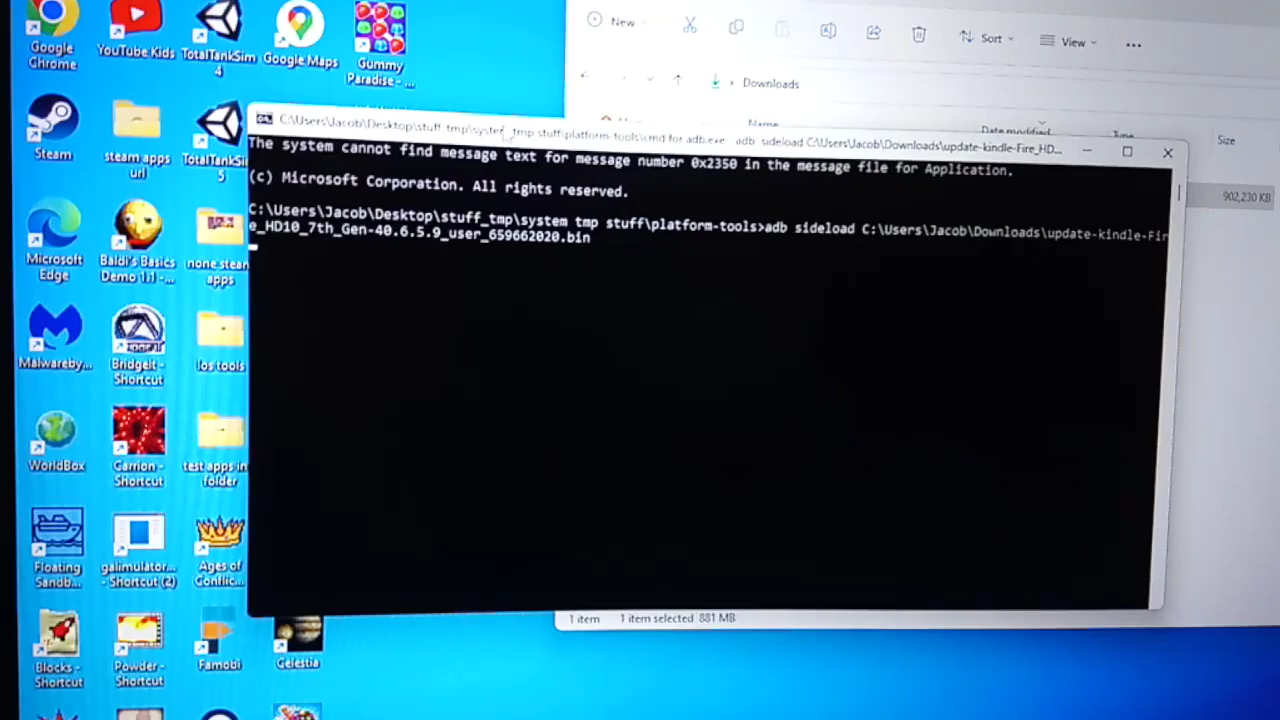 Google Chrome
YouTube Kids
TotalTankSim 4
Google Maps
Gummy Paradise - ...
New
Sort
View
Downloads
Name
Date modified
Type
Size
902,230 KB
Steam
steam apps url
TotalTankSi
5
C:\Users\Jacob\Desktop\stuff_tmp\system_tmp stuff\platform-tools\cmd for adb.exe - adb sideload C:\Users\Jacob\Downloads\update-kindle-Fire_HD...
The system cannot find message text for message number 0x2350 in the message file for Application.
(c) Microsoft Corporation. All rights reserved.
C:\Users\Jacob\Desktop\stuff_tmp\system tmp stuff\platform-tools>adb sideload C:\Users\Jacob\Downloads\update-kindle-Fir
e_HD10_7th_Gen-40.6.5.9_user_659662020.bin
Microsoft Edge
Baldi's Basics Demo 1.1 -...
none stean apps
Malwareby...
BridgeIt - Shortcut
ios tools
WorldBox
Carrion - Shortcut
test apps in folder
Floating Sandb...
galimulator... - Shortcut (2)
Ages of Conflic...
1 item
1 item selected 881 MB
Blocks - Shortcut
Powder - Shortcut
Famobi
Celestia